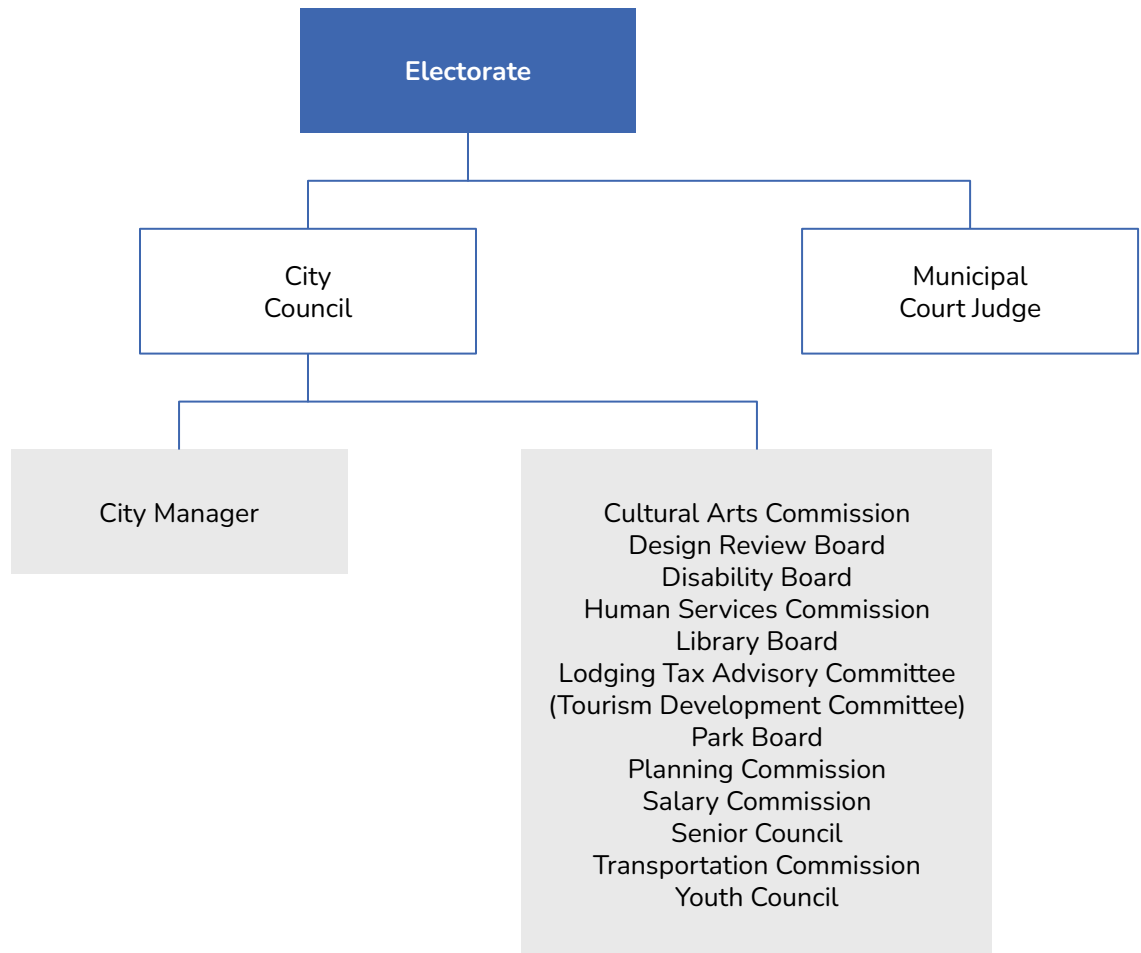 Electorate
City
Council
Municipal
Court Judge
City Manager
Cultural Arts Commission
Design Review Board
Disability Board
Human Services Commission
Library Board
Lodging Tax Advisory Committee
(Tourism Development Committee)
Park Board
Planning Commission
Salary Commission
Senior Council
Transportation Commission
Youth Council